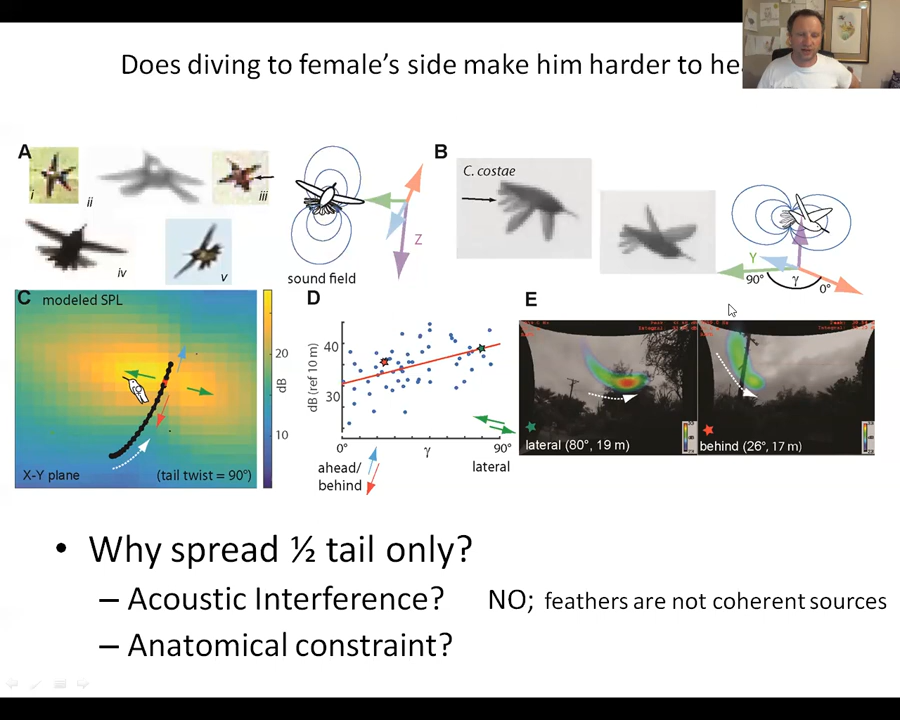 Does diving to female's side make him harder to
A
i
ii
iii
iv
v
sound field
Z
B
C. costae
Y
90°
γ
0°
C modeled SPL
20
dB
10
X-Y plane
(tail twist = 90°)
D
dB (ref 10 m)
40
30
0°
γ
90°
ahead/
behind
lateral
E
lateral (80°, 19 m)
behind (26°, 17 m)
• Why spread ½ tail only?
– Acoustic Interference? NO; feathers are not coherent sources
– Anatomical constraint?